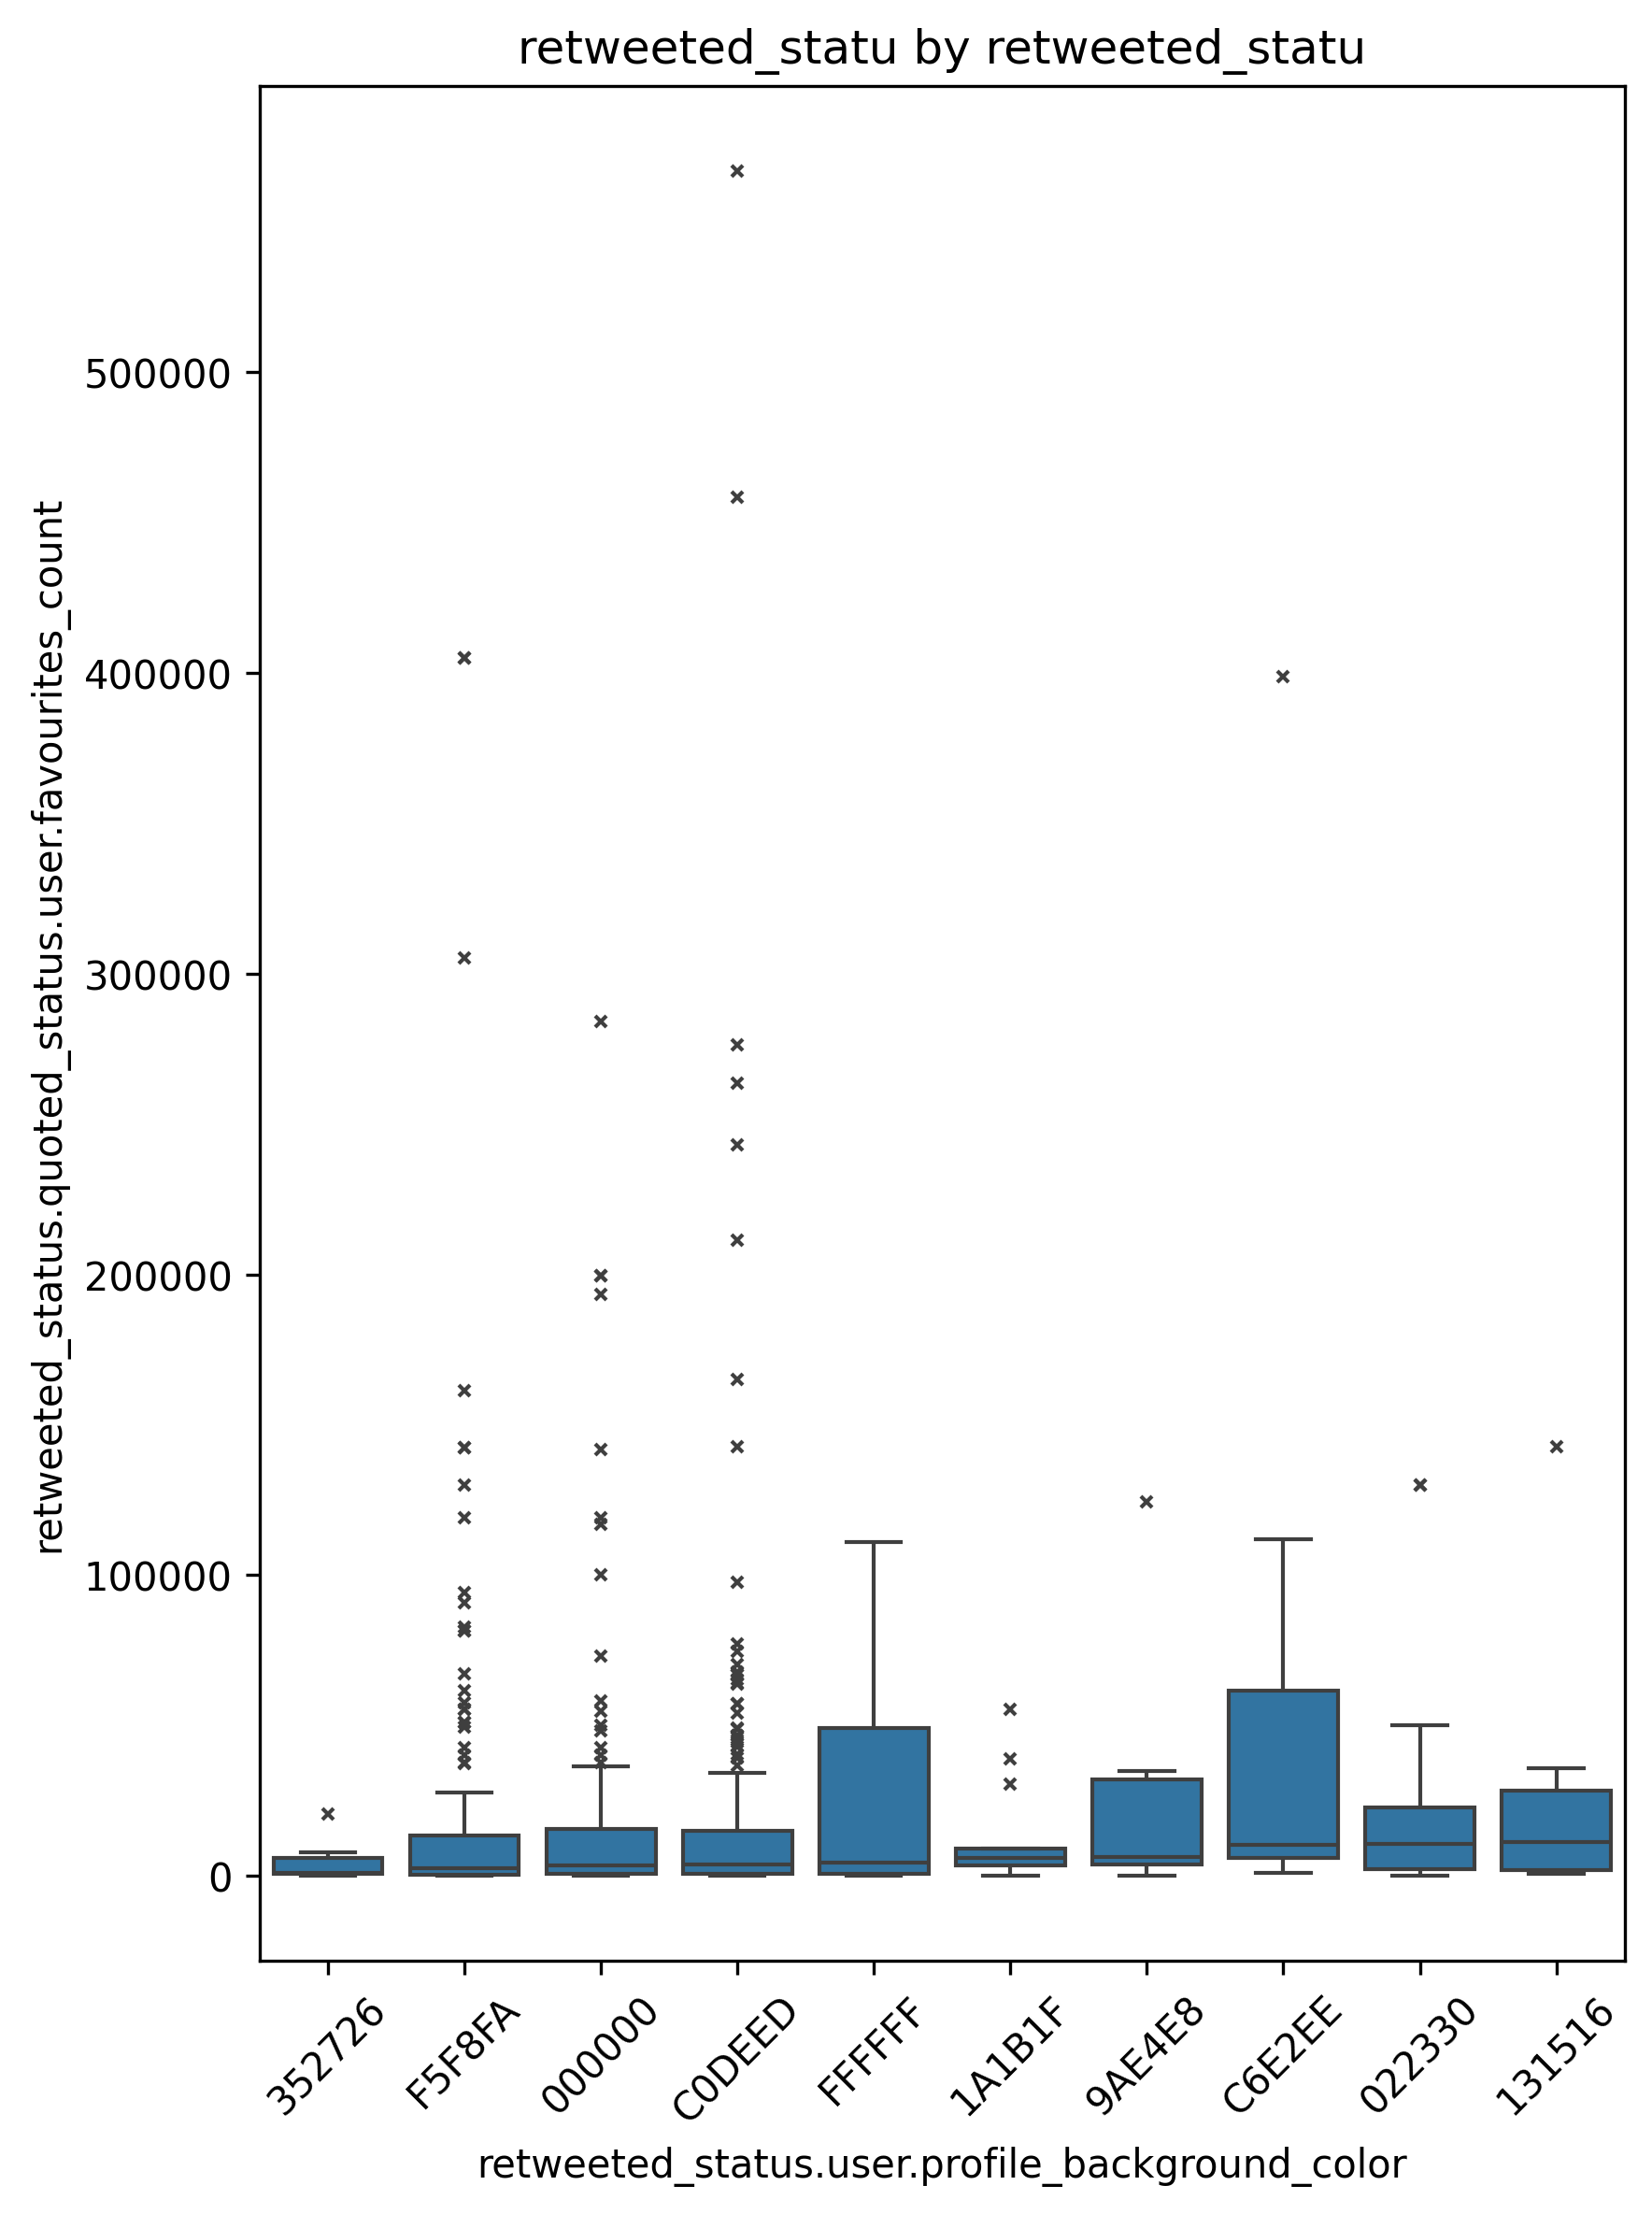 retweeted_statu by retweeted_statu
retweeted_status.quoted_status.user.favourites_count
500000
400000
300000
200000
100000
0
352726
F5F8FA
000000
C0DEED
FFFFFF
1A1B1F
9AE4E8
C6E2EE
022330
131516
retweeted_status.user.profile_background_color